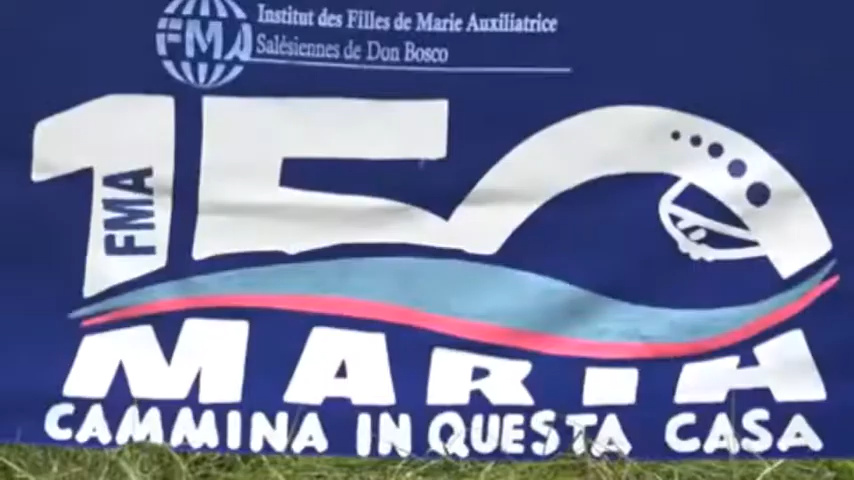 FMA
Institut des Filles de Marie Auxiliatrice
Salésiennes de Don Bosco
150
FMA
MARIA
CAMMINA IN QUESTA CASA